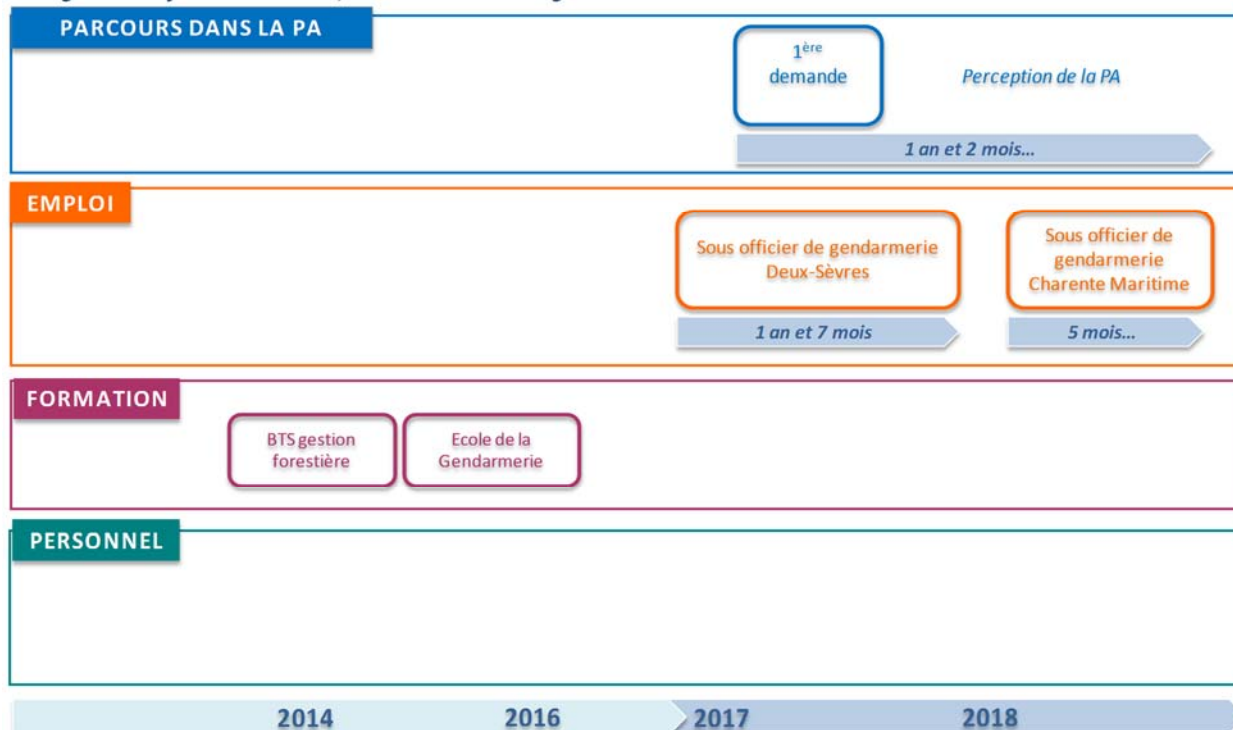 PARCOURS DANS LA PA
1ère
demande
Perception de la PA
1 an et 2 mois...
EMPLOI
Sous officier de gendarmerie
Deux-Sèvres
Sous officier de
gendarmerie
Charente Maritime
1 an et 7 mois
5 mois...
FORMATION
BTS gestion
forestière
Ecole de la
Gendarmerie
PERSONNEL
2014
2016
2017
2018